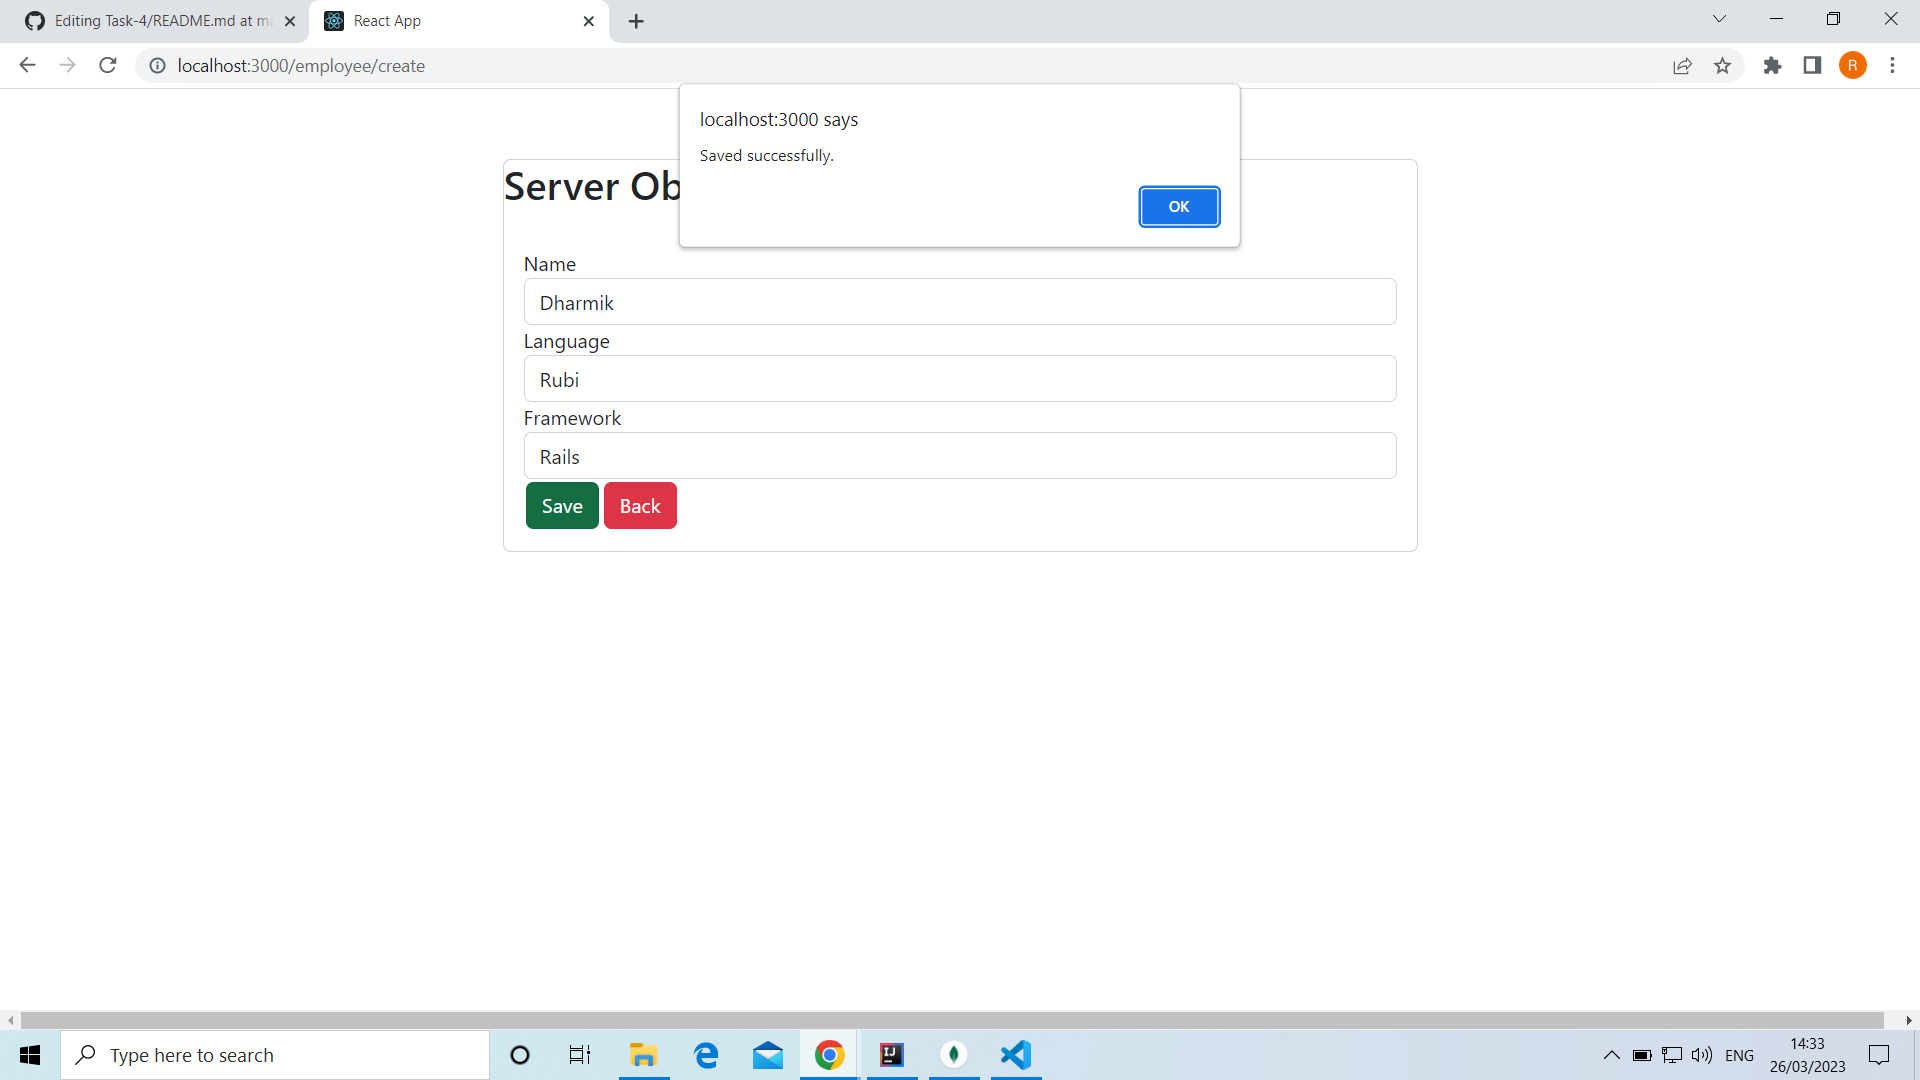 Editing Task-4/README.md at ma
React App
localhost:3000/employee/create
R
localhost:3000 says
Saved successfully.
OK
Server Ob
Name
Dharmik
Language
Rubi
Framework
Rails
Save
Back
Type here to search
ENG
14:33
26/03/2023